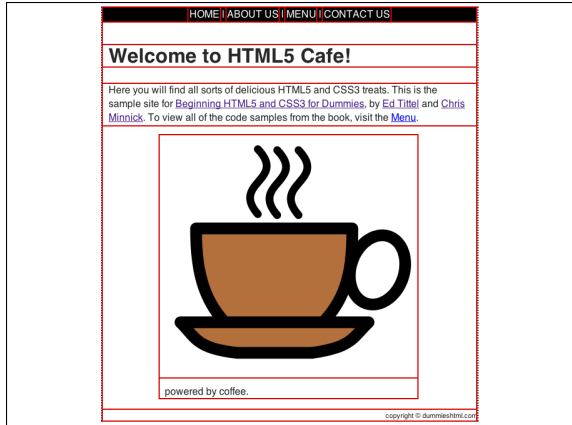 HOME | ABOUT US | MENU | CONTACT US
Welcome to HTML5 Cafe!
Here you will find all sorts of delicious HTML5 and CSS3 treats. This is the
sample site for Beginning HTML5 and CSS3 for Dummies, by Ed Tittel and Chris
Minnick. To view all of the code samples from the book, visit the Menu.
powered by coffee.
copyright © dummieshtml.com